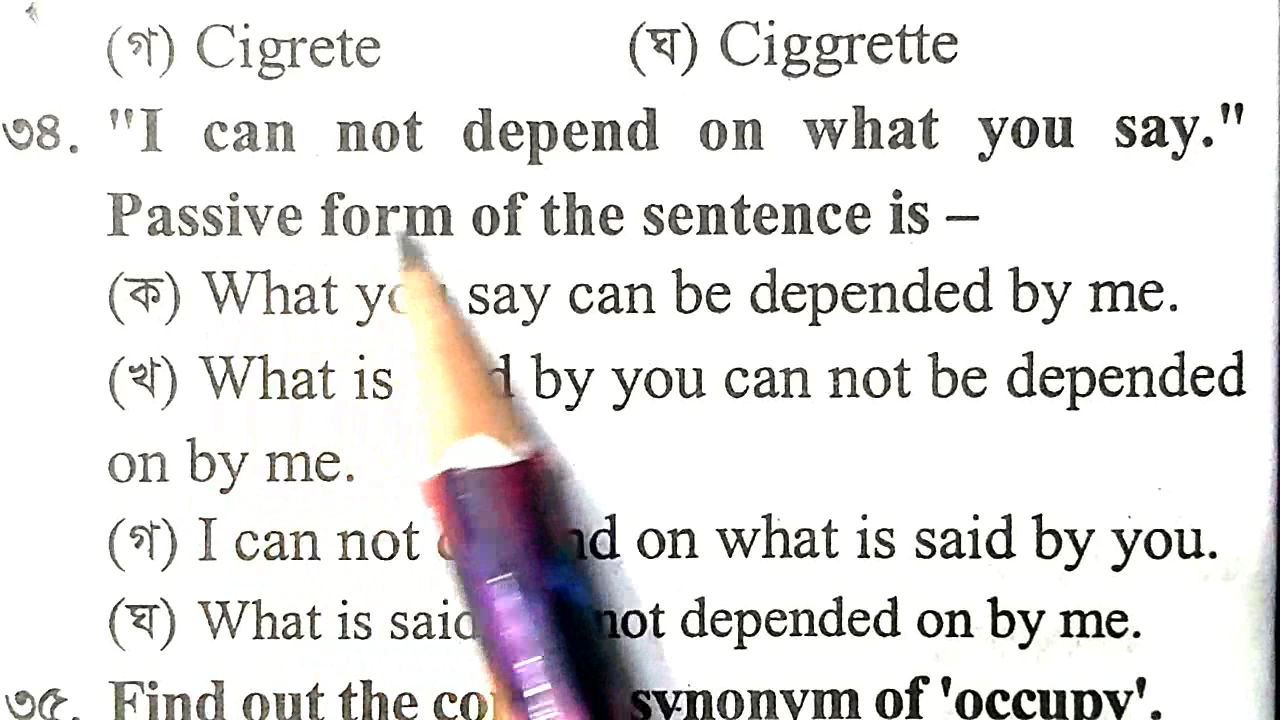 (গ) Cigrete (ঘ) Ciggrette
৩৪. "I can not depend on what you say."
Passive form of the sentence is –
(ক) What say can be depended by me.
(খ) What is by you can not be depended
on by me.
(গ) I can not on what is said by you.
(ঘ) What is said not depended on by me.
৩৫. Find out the synonym of 'occupy'.